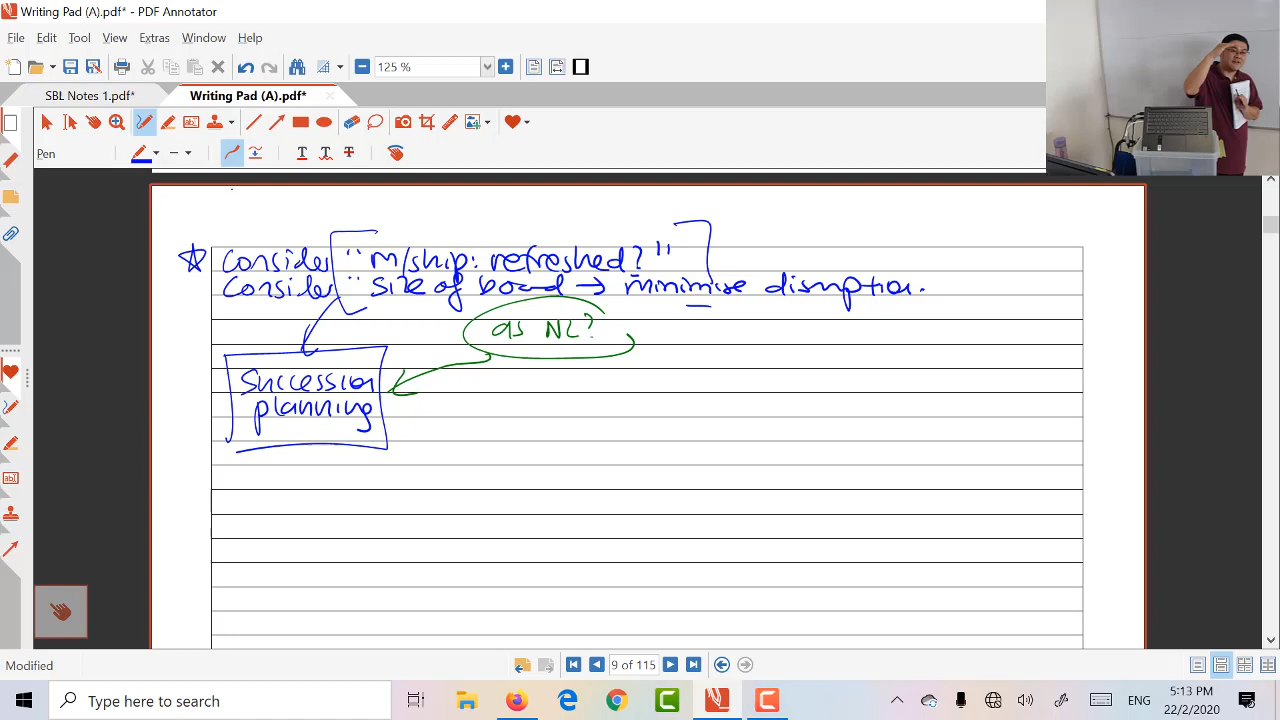 Writing Pad (A).pdf* - PDF Annotator
File Edit Tool View Extras Window Help
125 %
SBL Notes 1.pdf* Writing Pad (A).pdf*
Pen
☆ Consider "m/ship: refreshed?"
Consider "size of board → minimise disruption.
as NC?
Succession
planning
Modified
9 of 115
Type here to search
ENG
5:13 PM
22/2/2020